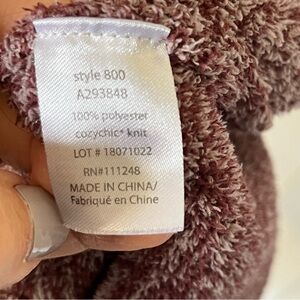 style 800
A293848
100% polyester
cozychic® knit
LOT # 18071022
RN#111248
MADE IN CHINA/
Fabriqué en Chine